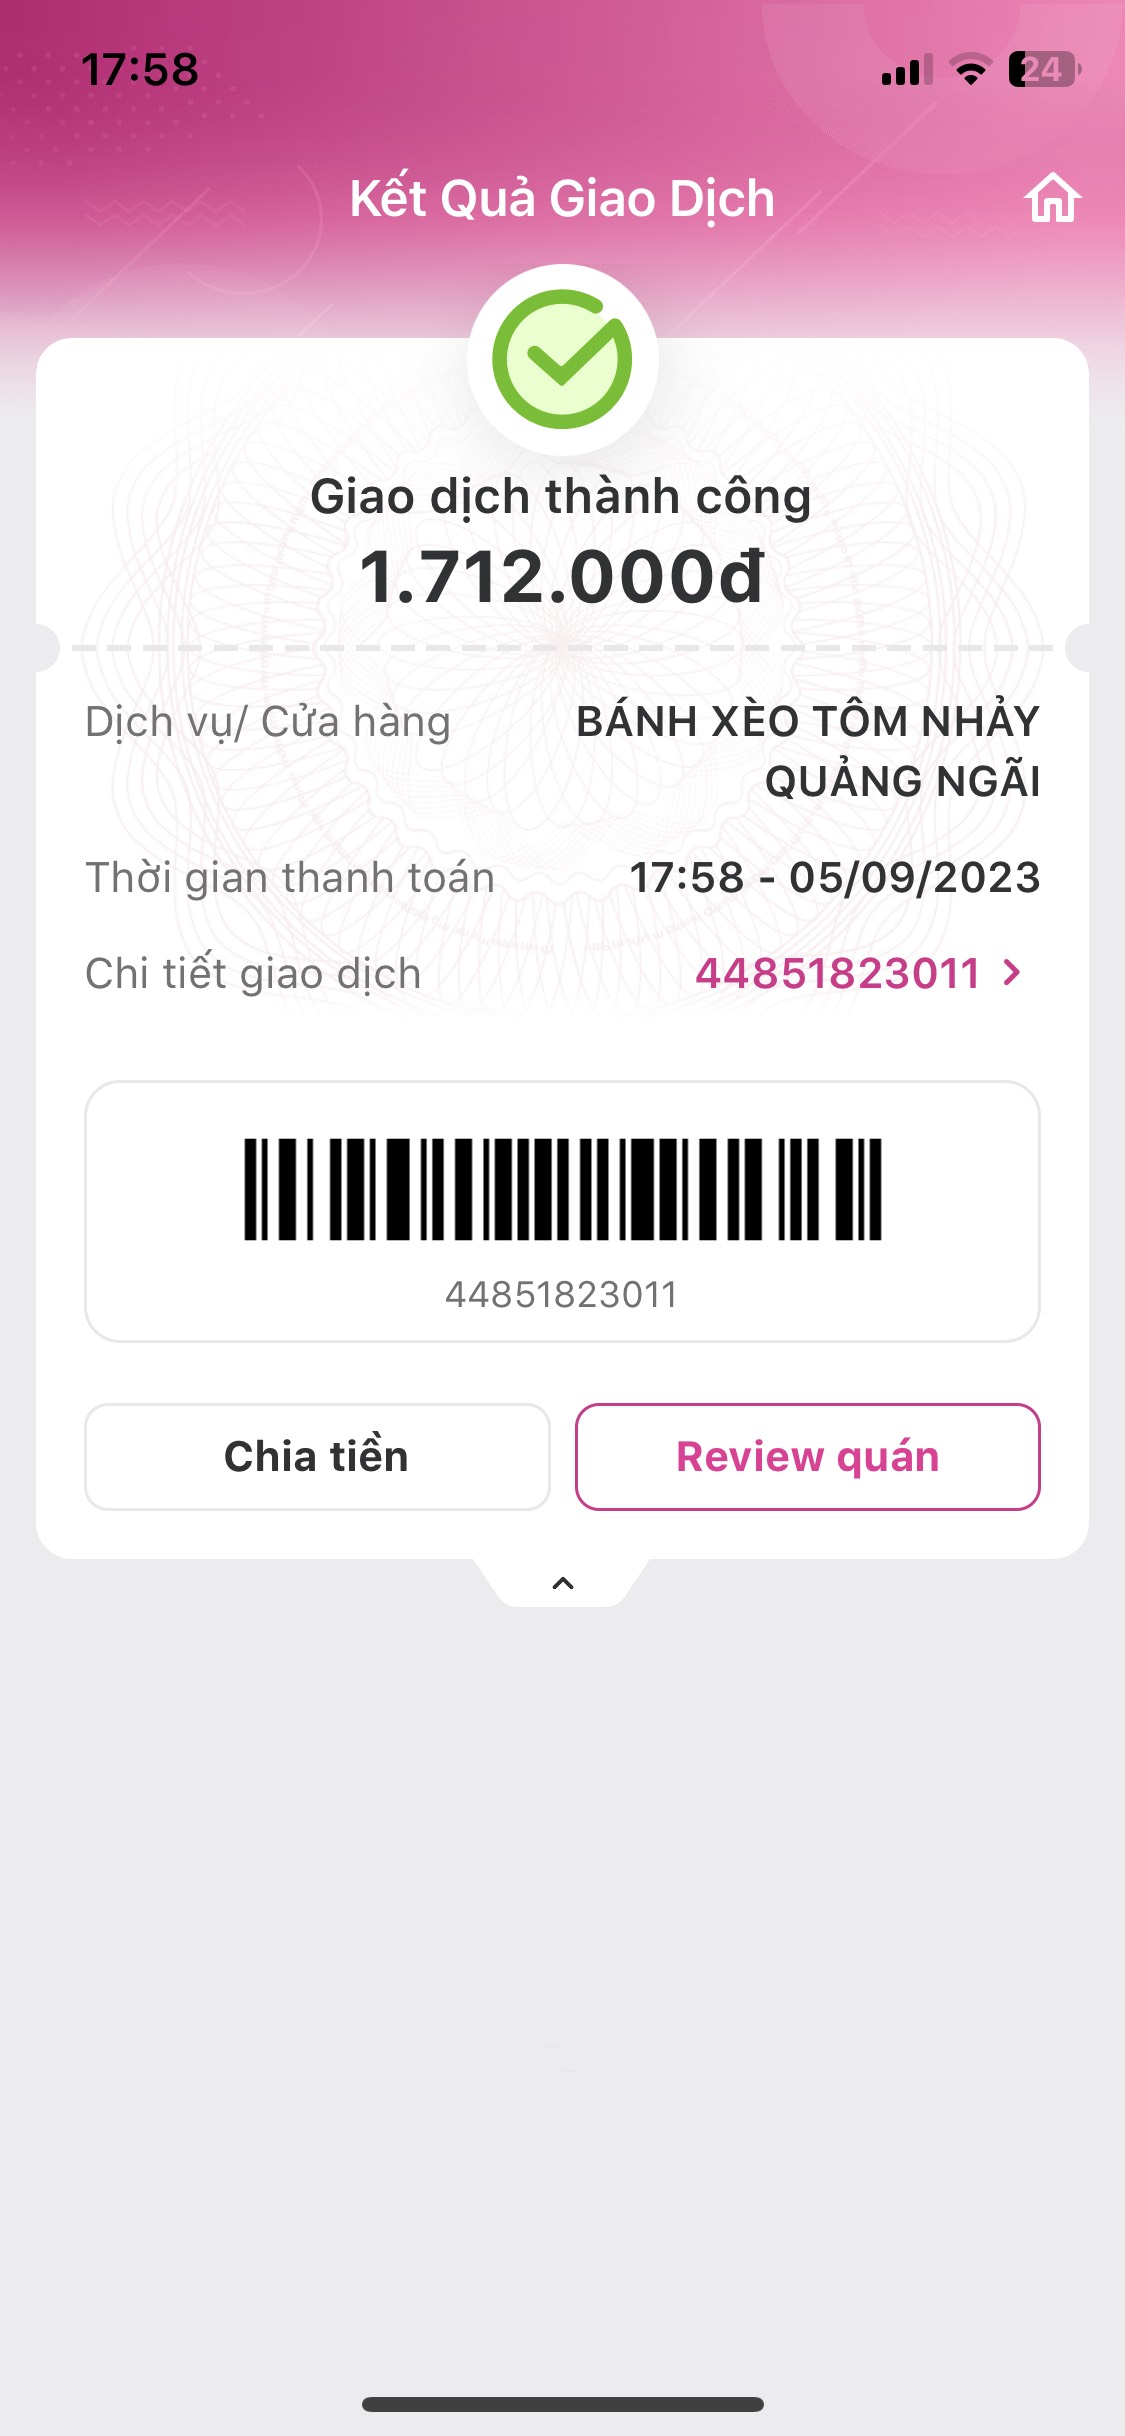 17:58
24
Kết Quả Giao Dịch
Giao dịch thành công
1.712.000đ
Dịch vụ/ Cửa hàng
BÁNH XÈO TÔM NHẢY
QUẢNG NGÃI
Thời gian thanh toán
17:58 - 05/09/2023
Chi tiết giao dịch
44851823011
44851823011
Chia tiền
Review quán